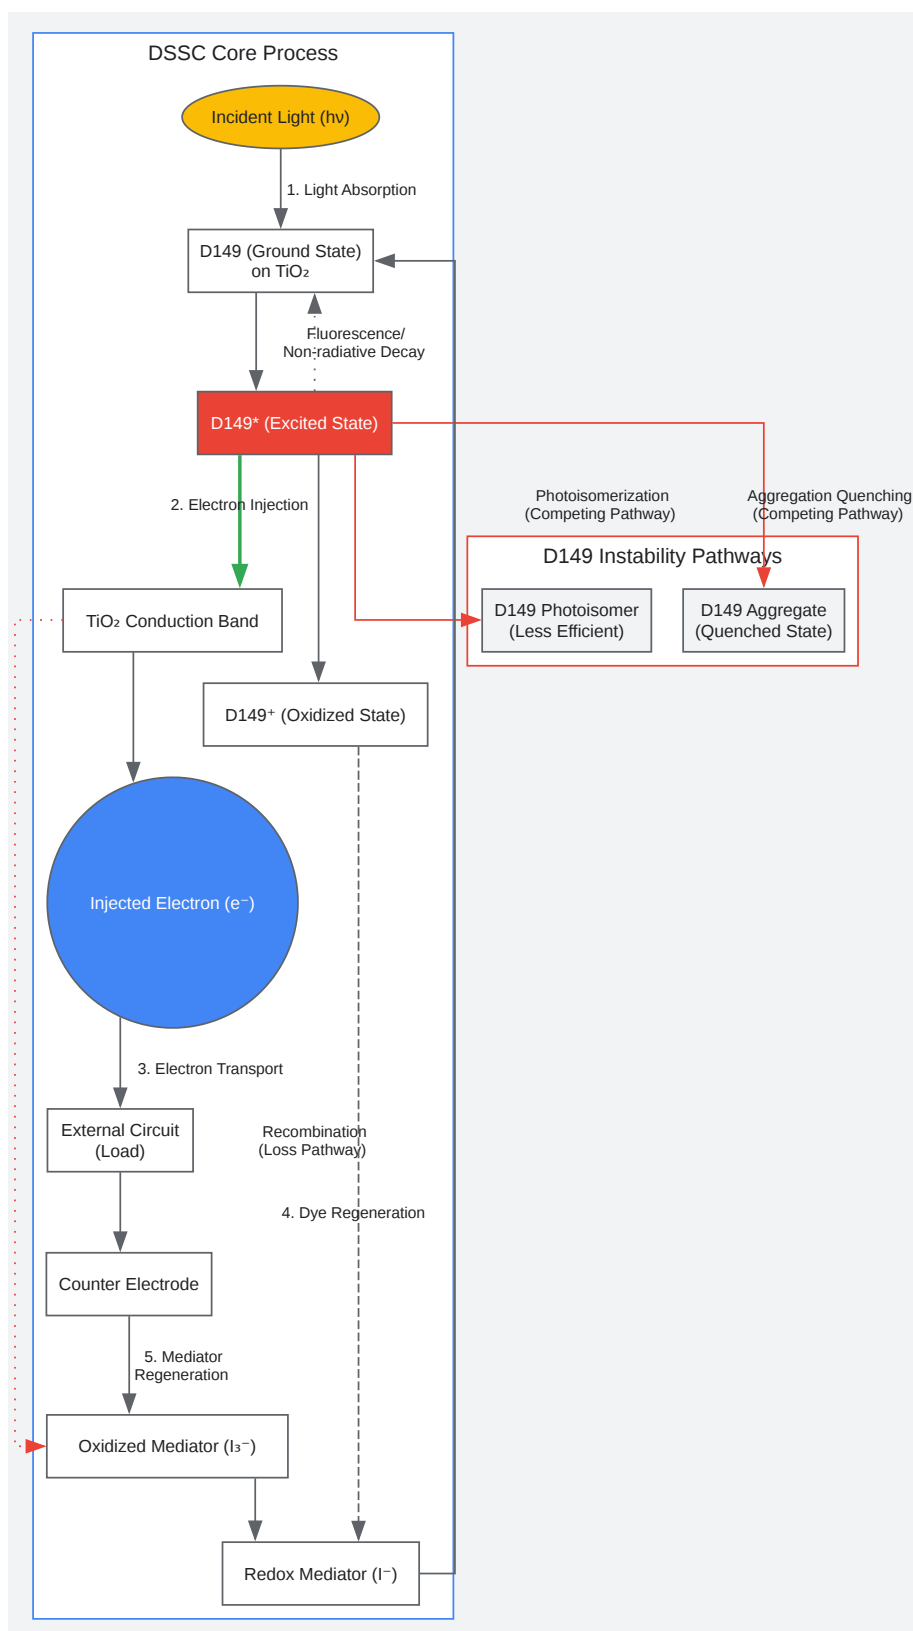 DSSC Core Process
Incident Light (hν)
1. Light Absorption
D149 (Ground State)
on TiO₂
Fluorescence/
Non-radiative Decay
D149* (Excited State)
2. Electron Injection
Photoisomerization
(Competing Pathway)
Aggregation Quenching
(Competing Pathway)
D149 Instability Pathways
D149 Photoisomer
(Less Efficient)
D149 Aggregate
(Quenched State)
TiO₂ Conduction Band
D149⁺ (Oxidized State)
Injected Electron (e⁻)
3. Electron Transport
External Circuit
(Load)
Recombination
(Loss Pathway)
4. Dye Regeneration
Counter Electrode
5. Mediator
Regeneration
Oxidized Mediator (I₃⁻)
Redox Mediator (I⁻)